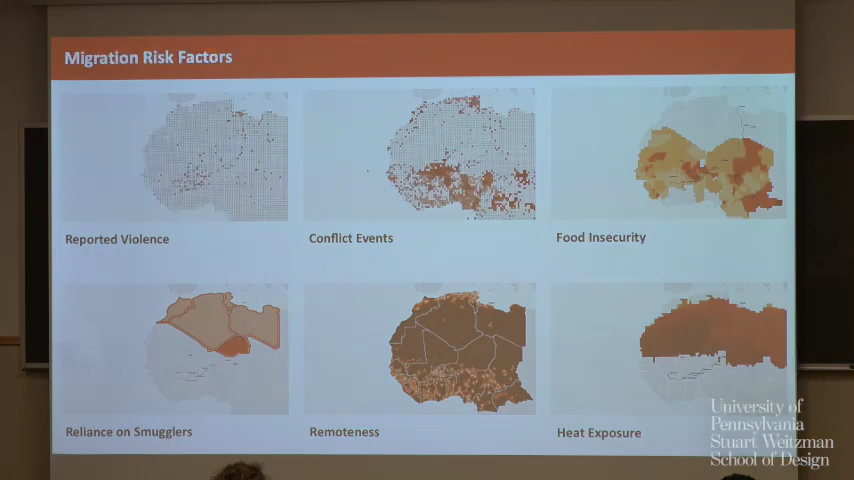 Migration Risk Factors
Reported Violence
Conflict Events
Food Insecurity
Reliance on Smugglers
Remoteness
Heat Exposure
University of
Pennsylvania
Stuart Weitzman
School of Design